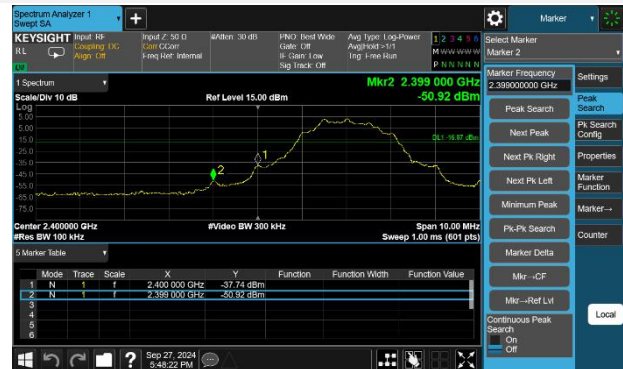 Spectrum Analyzer 1
Swept SA
Marker
KEYSIGHT Input: RF Input Z: 50 Ω #Atten: 30 dB PNO: Best Wide Avg Type: Log-Power 1 2 3 4 5 6
RL Coupling: DC Corr CCorr Gate: Off Avg|Hold:>1/1 M W W W W W
Align: Off Freq Ref: Internal IF Gain: Low Trig: Free Run
Sig Track: Off P N N N N N
Select Marker
Marker 2
1 Spectrum
Mkr2 2.399 000 GHz
Scale/Div 10 dB Ref Level 15.00 dBm -50.92 dBm
Log
5.00
5.00
15.0
-25.0
-35.0
-45.0
-55.0
-65.0
-75.0
DL1 -16.87 dBm
1
2
Center 2.400000 GHz #Video BW 300 kHz Span 10.00 MHz
#Res BW 100 kHz Sweep 1.00 ms (601 pts)
5 Marker Table
Mode Trace Scale X Y Function Function Width Function Value
1 N 1 f 2.400 000 GHz -37.74 dBm
2 N 1 f 2.399 000 GHz -50.92 dBm
3
4
5
6
Marker Frequency
2.399000000 GHz
Peak Search
Next Peak
Next Pk Right
Next Pk Left
Minimum Peak
Pk-Pk Search
Marker Delta
Mkr→CF
Mkr→Ref Lvl
Continuous Peak
Search
On
Off
Settings
Peak
Search
Pk Search
Config
Properties
Marker
Function
Marker→
Counter
Local
Sep 27, 2024
5:48:22 PM